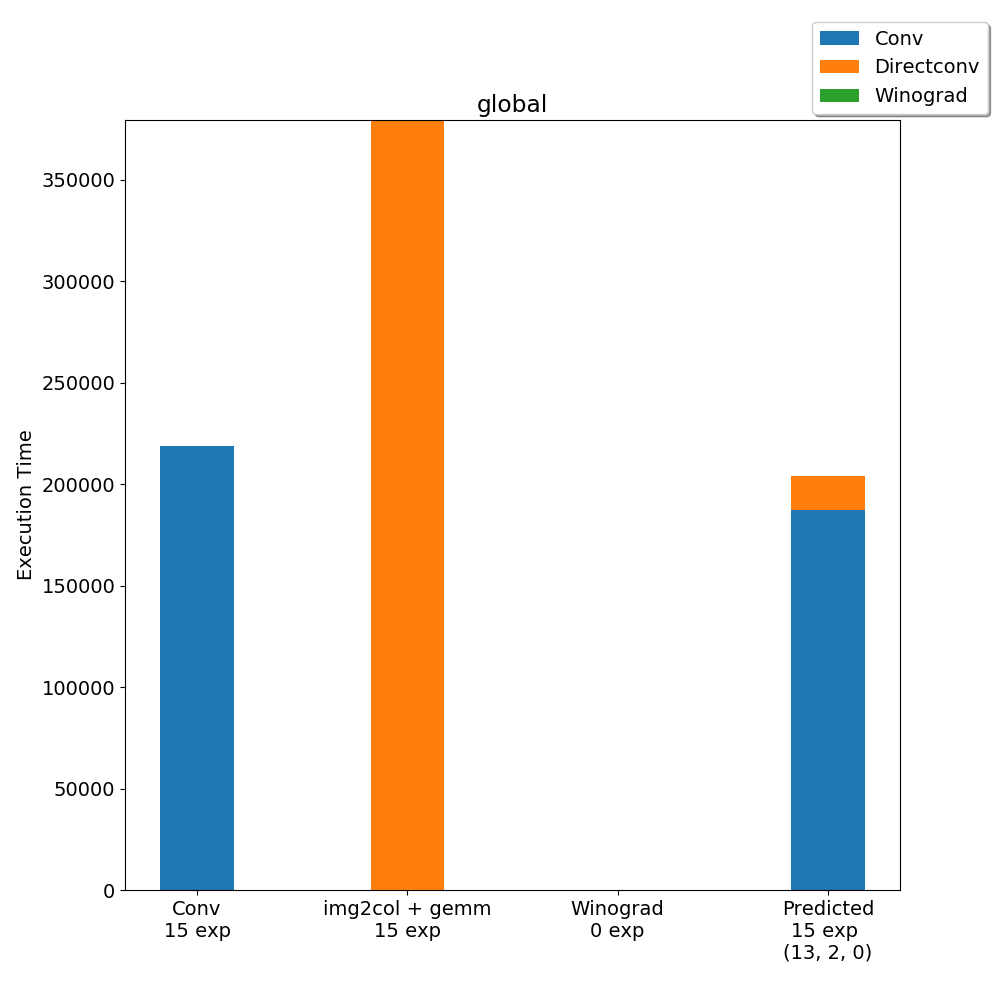 Conv
Directconv
Winograd
global
Execution Time
350000
300000
250000
200000
150000
100000
50000
0
Conv
15 exp
img2col + gemm
15 exp
Winograd
0 exp
Predicted
15 exp
(13, 2, 0)